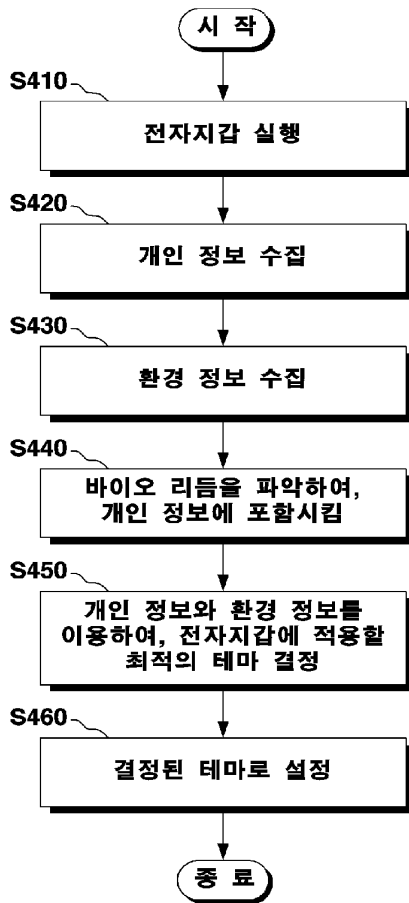 시 작
S410
전자지갑 실행
S420
개인 정보 수집
S430
환경 정보 수집
S440
바이오 리듬을 파악하여,
개인 정보에 포함시킴
S450
개인 정보와 환경 정보를
이용하여, 전자지갑에 적용할
최적의 테마 결정
S460
결정된 테마로 설정
종 료